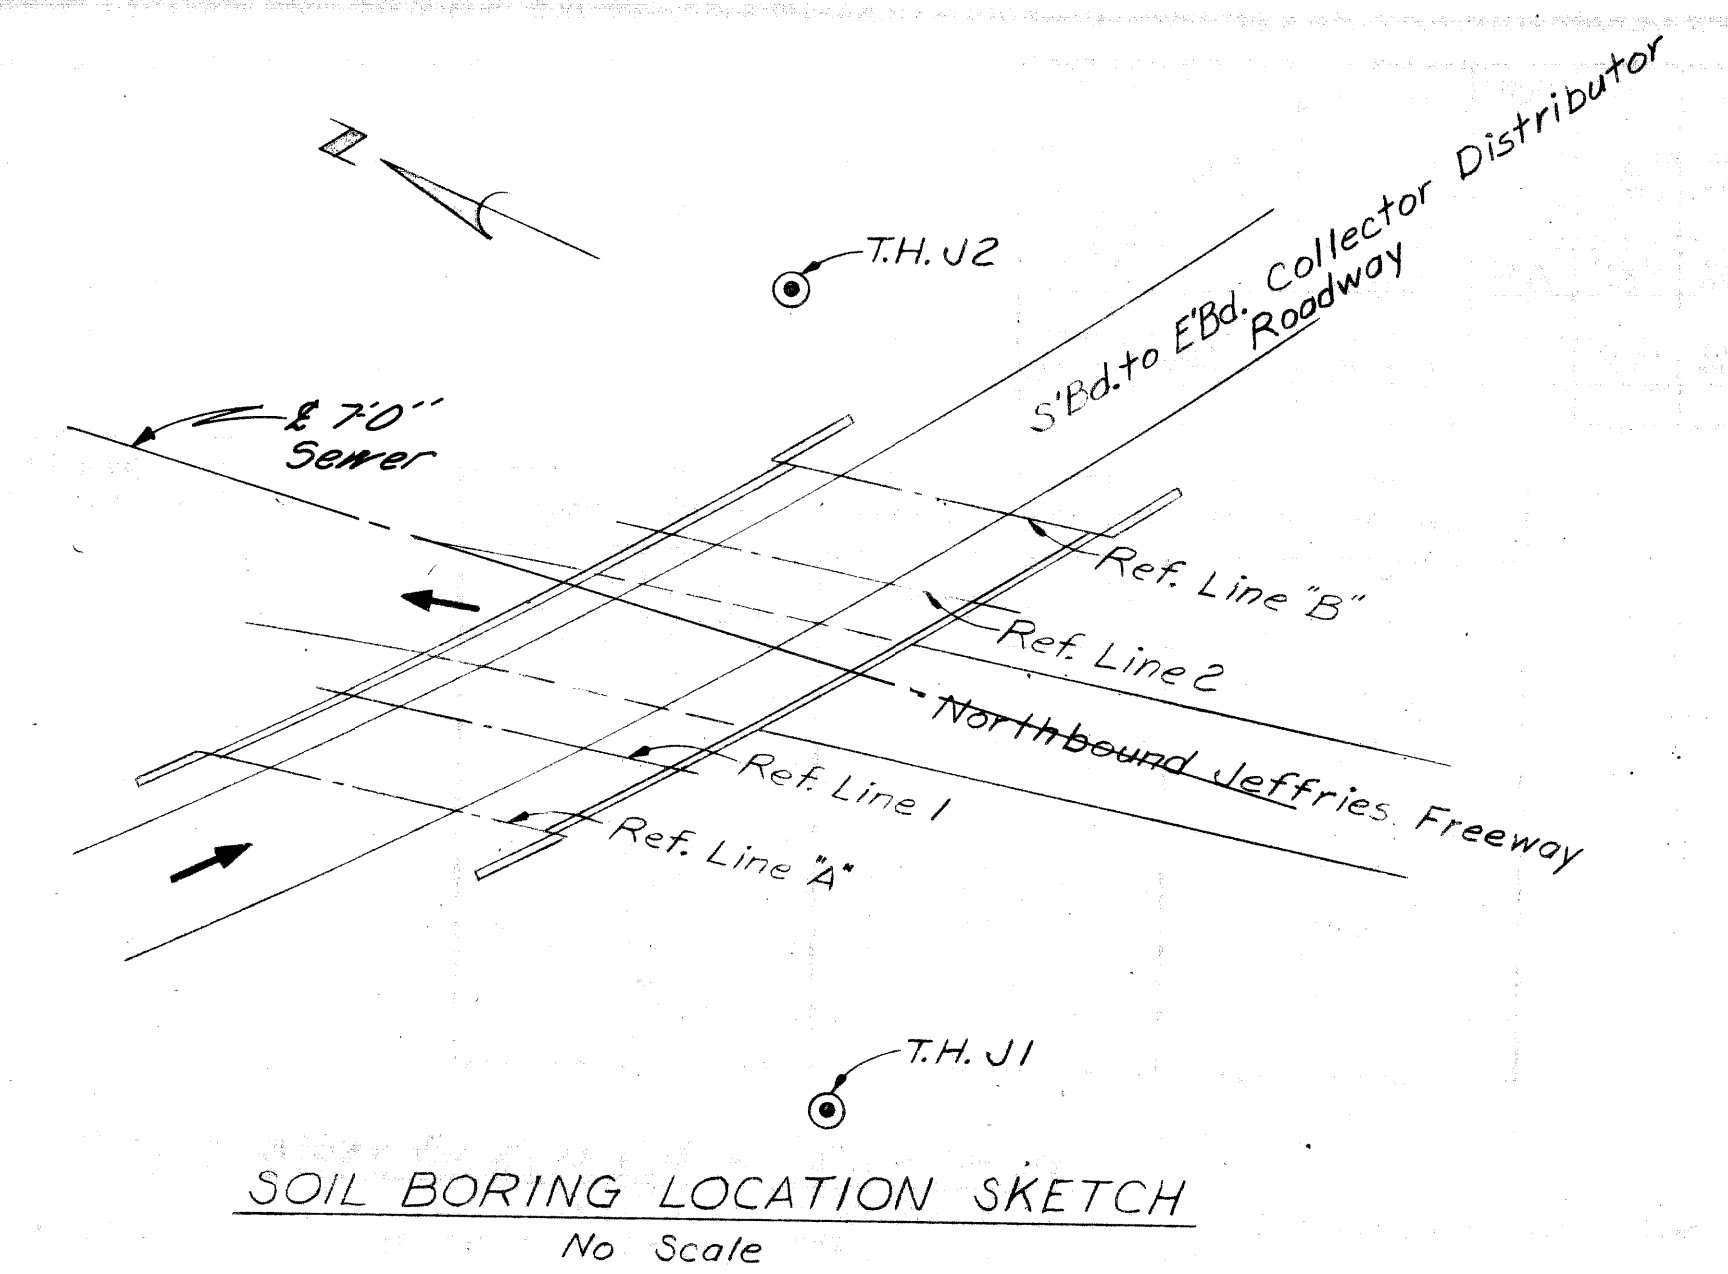 N
T.H. J2
S'Bd. to E'Bd. Collector Distributor
Roadway
℄ 7'-0"
Sewer
Ref. Line "B"
Ref. Line 2
Northbound Jeffries Freeway
Ref. Line 1
Ref. Line "A"
T.H. J1
SOIL BORING LOCATION SKETCH
No Scale